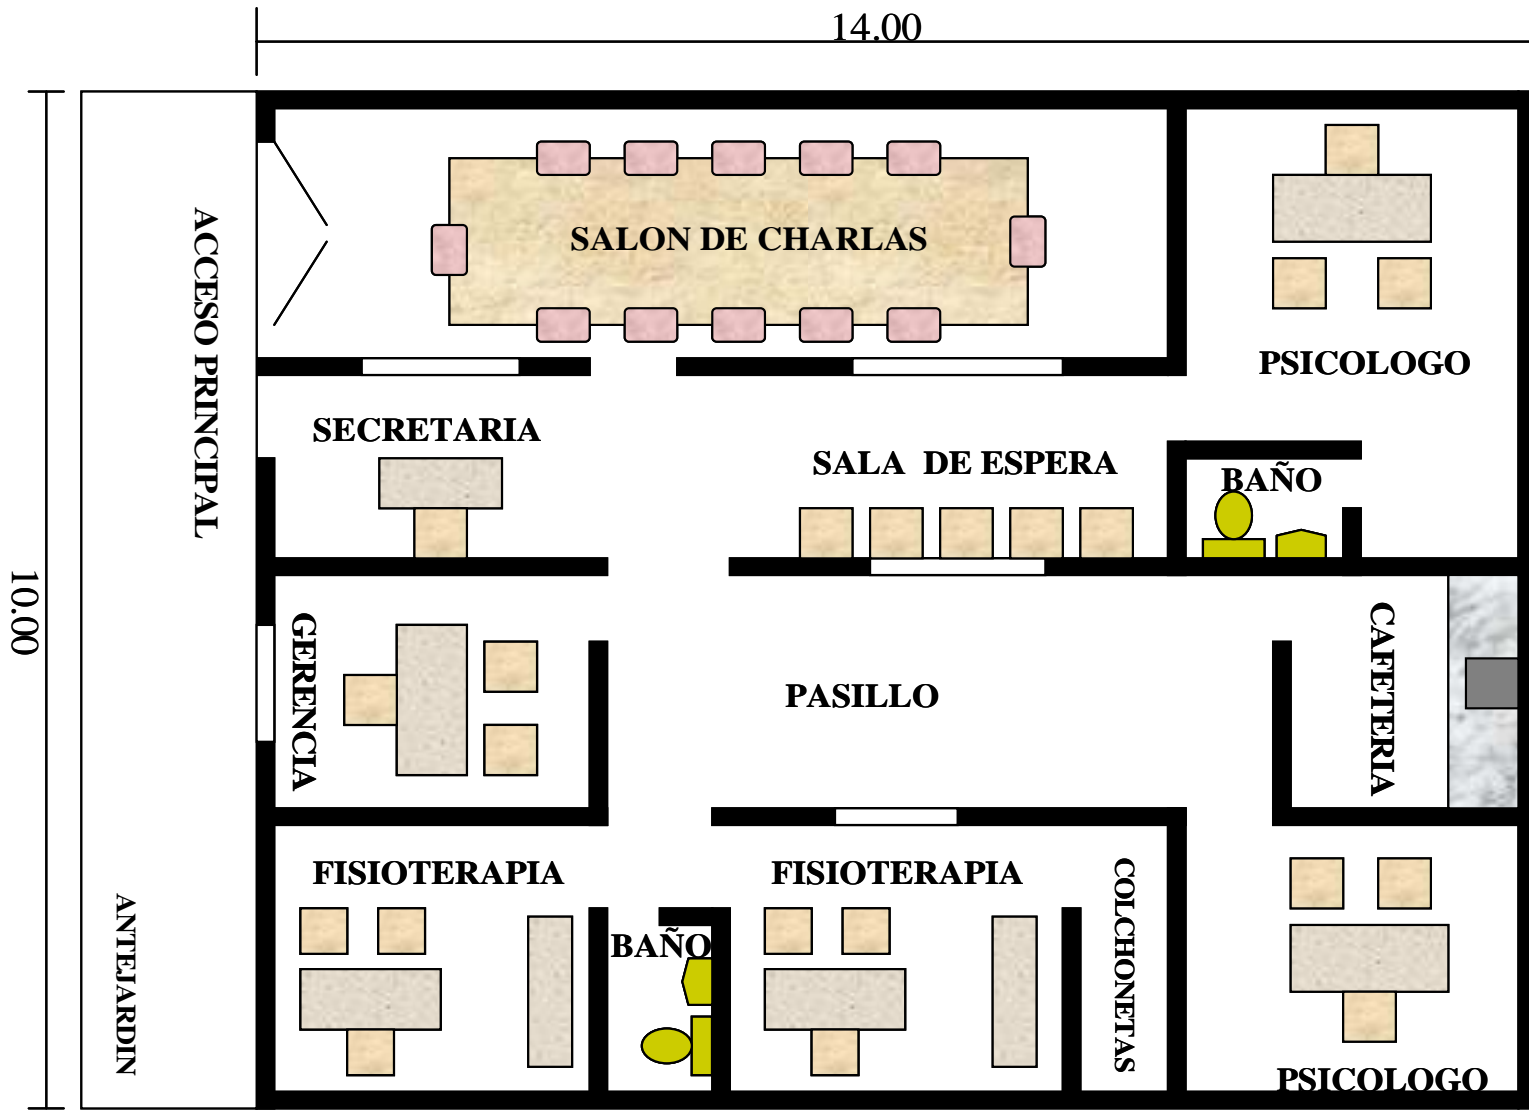 14.00
ACCESO PRINCIPAL
SALON DE CHARLAS
PSICOLOGO
SECRETARIA
SALA DE ESPERA
BAÑO
10.00
GERENCIA
PASILLO
CAFETERIA
FISIOTERAPIA
FISIOTERAPIA
COLCHONETAS
ANTEJARDIN
BAÑO
PSICOLOGO